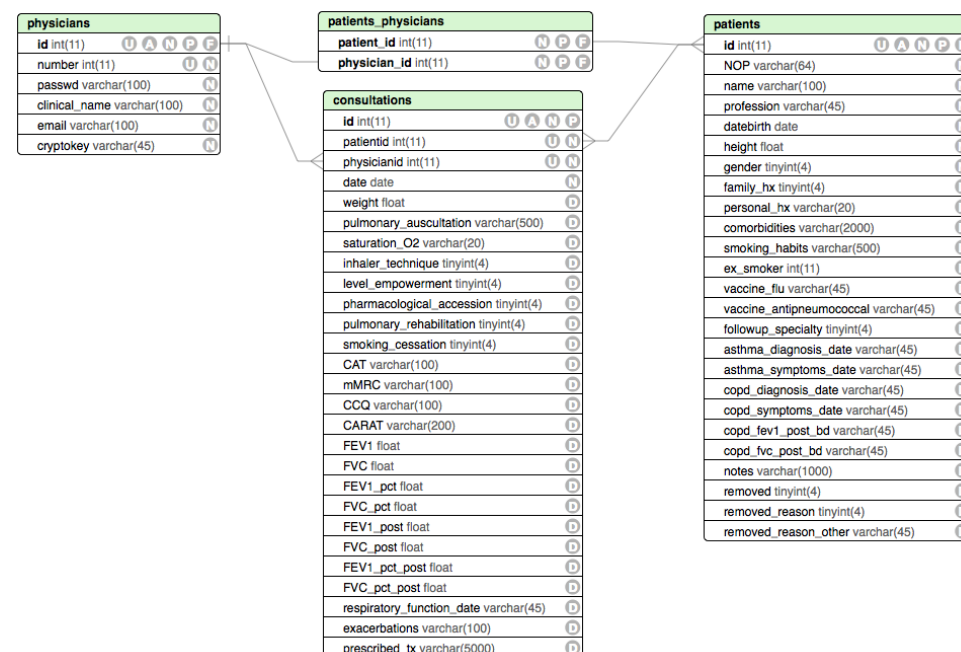 physicians
id int(11) U A N P F
number int(11) U N
passwd varchar(100) N
clinical_name varchar(100) N
email varchar(100) N
cryptokey varchar(45) N
patients_physicians
patient_id int(11) N P F
physician_id int(11) N P F
consultations
id int(11) U A N P
patientid int(11) U N
physicianid int(11) U N
date date N
weight float D
pulmonary_auscultation varchar(500) D
saturation_O2 varchar(20) D
inhaler_technique tinyint(4) D
level_empowerment tinyint(4) D
pharmacological_accession tinyint(4) D
pulmonary_rehabilitation tinyint(4) D
smoking_cessation tinyint(4) D
CAT varchar(100) D
mMRC varchar(100) D
CCQ varchar(100) D
CARAT varchar(200) D
FEV1 float D
FVC float D
FEV1_pct float D
FVC_pct float D
FEV1_post float D
FVC_post float D
FEV1_pct_post float D
FVC_pct_post float D
respiratory_function_date varchar(45) D
exacerbations varchar(100) D
prescribed_tx varchar(5000) D
patients
id int(11) U A N P
NOP varchar(64)
name varchar(100)
profession varchar(45)
datebirth date
height float
gender tinyint(4)
family_hx tinyint(4)
personal_hx varchar(20)
comorbidities varchar(2000)
smoking_habits varchar(500)
ex_smoker int(11)
vaccine_flu varchar(45)
vaccine_antipneumococcal varchar(45)
followup_specialty tinyint(4)
asthma_diagnosis_date varchar(45)
asthma_symptoms_date varchar(45)
copd_diagnosis_date varchar(45)
copd_symptoms_date varchar(45)
copd_fev1_post_bd varchar(45)
copd_fvc_post_bd varchar(45)
notes varchar(1000)
removed tinyint(4)
removed_reason tinyint(4)
removed_reason_other varchar(45)